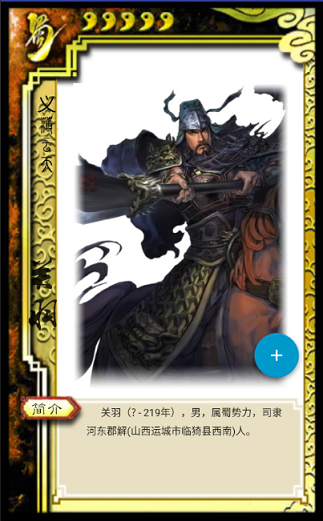 蜀
义薄云天
关羽
简介
关�（?-219年），男，属蜀势力，司隶
河东郡解(山西运城市临猗县西南)人。